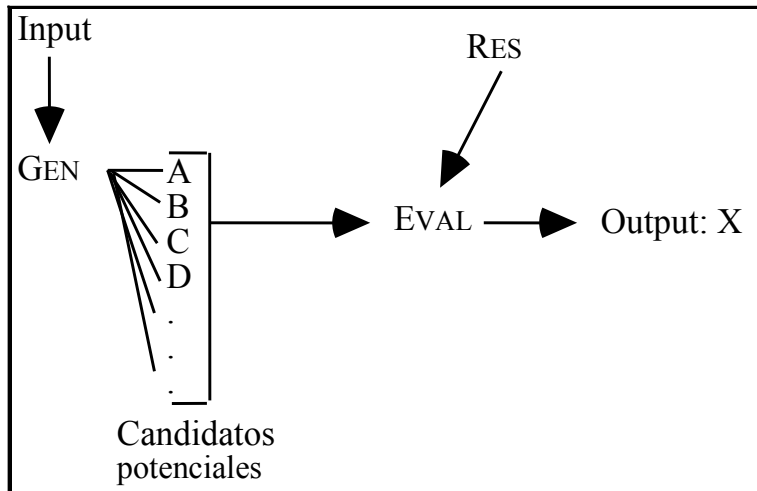 Input
RES
GEN
A
B
C
D
.
.
.
EVAL
Output: X
Candidatos
potenciales